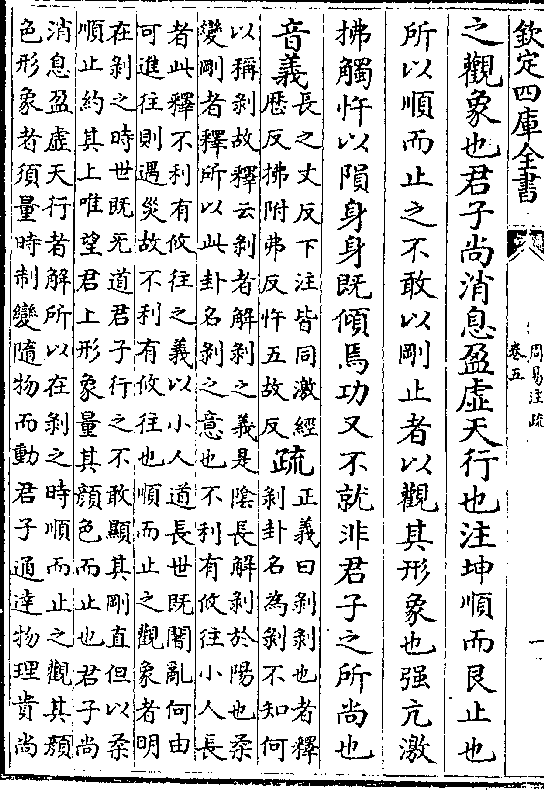 欽定四庫全書
周易注疏
卷五
一
之觀象也君子尚消息盈虛天行也注坤順而艮止也
所以順而止之不敢以剛止者以觀其形象也强亢激
拂觸忤以隕身身既傾焉功又不就非君子之所尚也
音義
長之丈反下注皆同激經
歷反拂附弗反忤五故反
疏
正義曰剝剝也者釋
剝卦名為剝不知何
以稱剝故釋云剝者解剝之義是陰長解剝於陽也柔
變剛者釋所以此卦名剝之意也不利有攸往小人長
者此釋不利有攸往之義以小人道長世既闇亂何由
可進往則遇災故不利有攸往也順而止之觀象者明
在剝之時世既无道君子行之不敢顯其剛直但以柔
順止約其上唯望君上形象量其顔色而止也君子尚
消息盈虛天行者解所以在剝之時順而止之觀其顔
色形象者須量時制變隨物而動君子通達物理貴尚